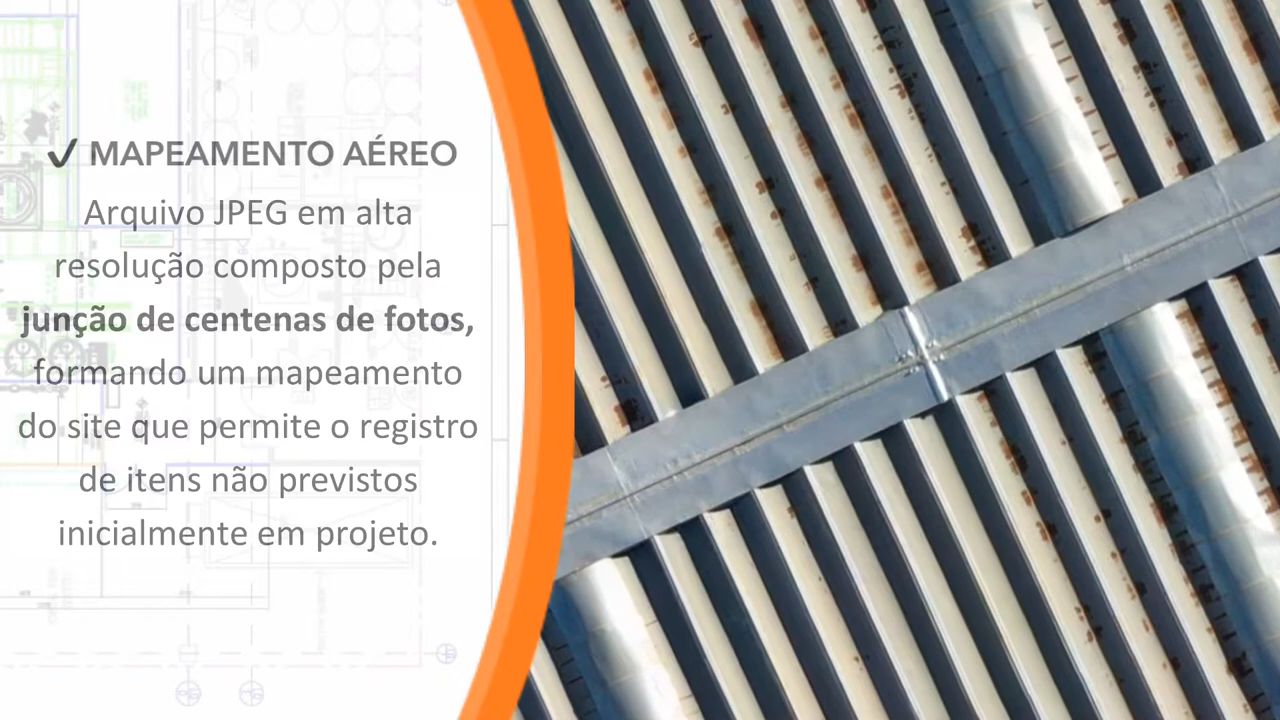 ✓ MAPEAMENTO AÉREO
Arquivo JPEG em alta
resolução composto pela
junção de centenas de fotos,
formando um mapeamento
do site que permite o registro
de itens não previstos
inicialmente em projeto.